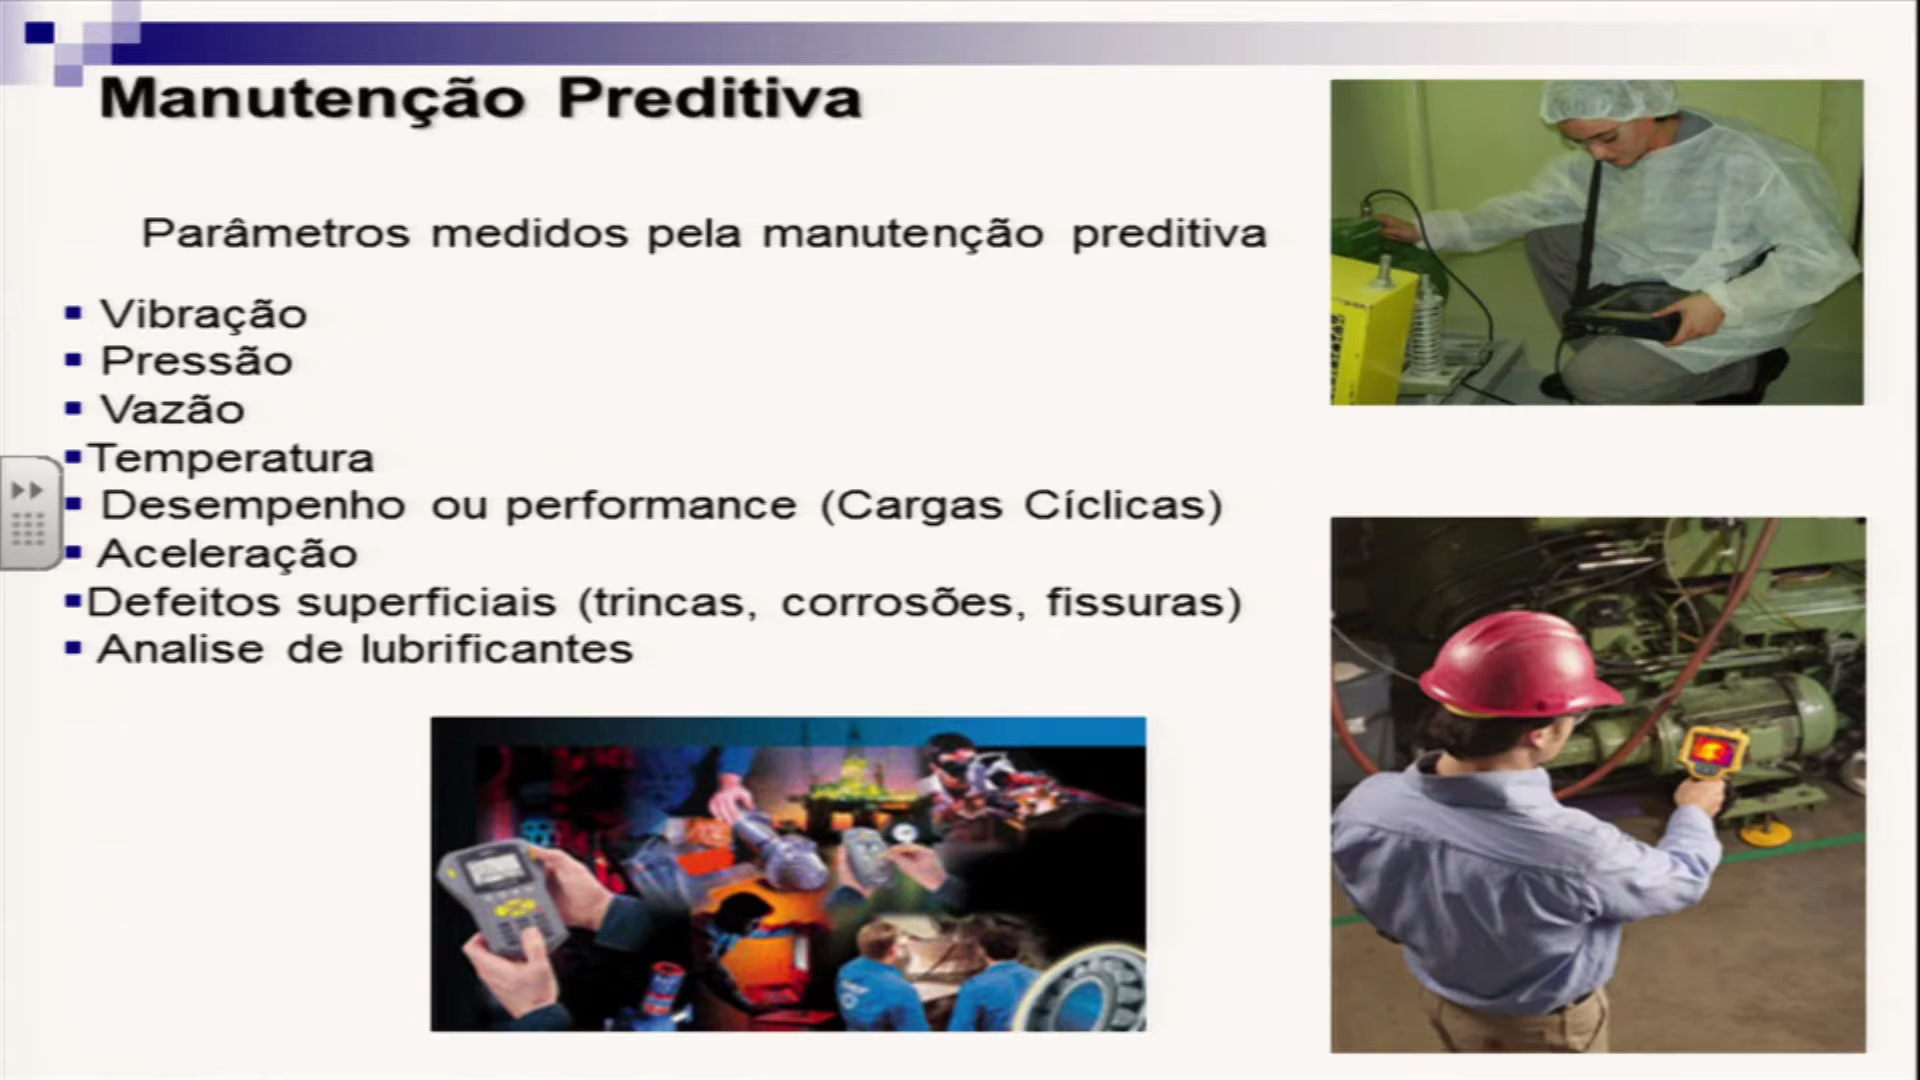 Manutenção Preditiva
Parâmetros medidos pela manutenção preditiva
Vibração
Pressão
Vazão
Temperatura
Desempenho ou performance (Cargas Cíclicas)
Aceleração
Defeitos superficiais (trincas, corrosões, fissuras)
Analise de lubrificantes